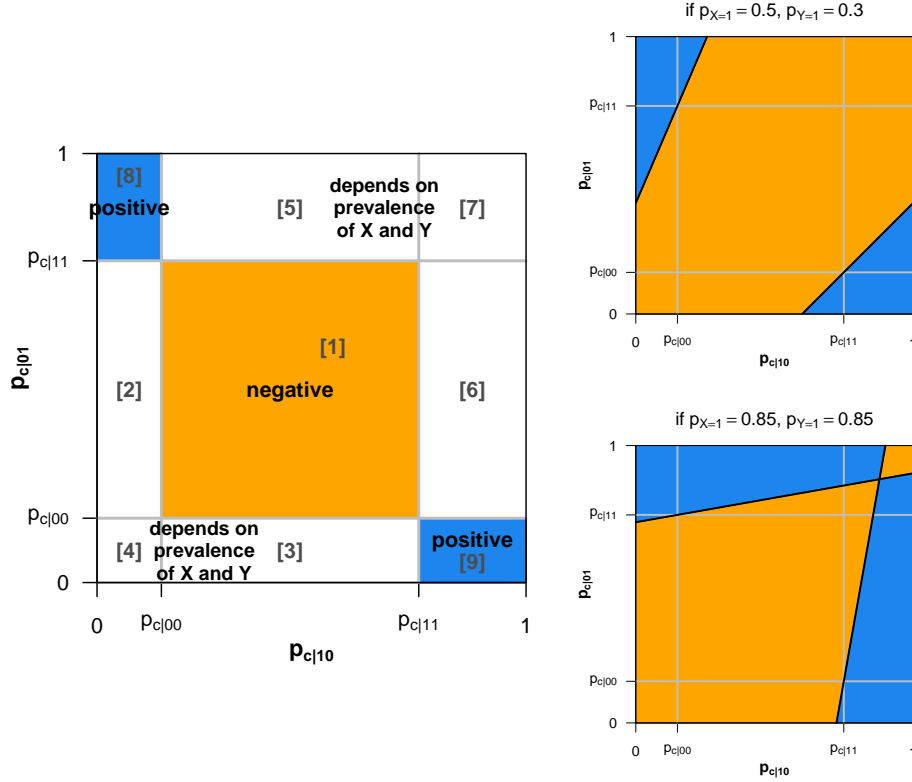 1
[8]
positive
[5]
depends on
prevalence
of X and Y
[7]
p_c|11
p_c|01
[1]
[2]
negative
[6]
p_c|00
depends on
prevalence
of X and Y
[4]
[3]
positive
[9]
0
0
p_c|00
p_c|11
1
p_c|10
if p_X=1 = 0.5, p_Y=1 = 0.3
1
p_c|11
p_c|01
p_c|00
0
0
p_c|00
p_c|11
1
p_c|10
if p_X=1 = 0.85, p_Y=1 = 0.85
1
p_c|11
p_c|01
p_c|00
0
0
p_c|00
p_c|11
1
p_c|10